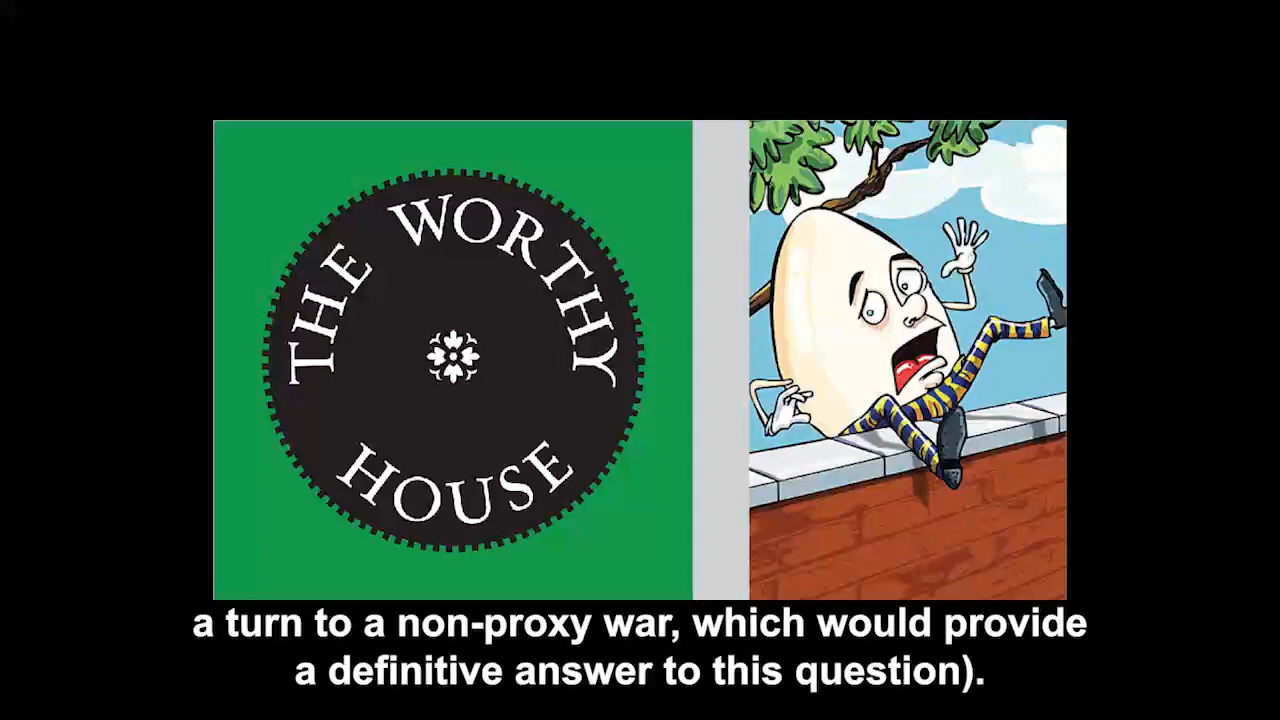 THE WORTHY
HOUSE
a turn to a non-proxy war, which would provide
a definitive answer to this question).